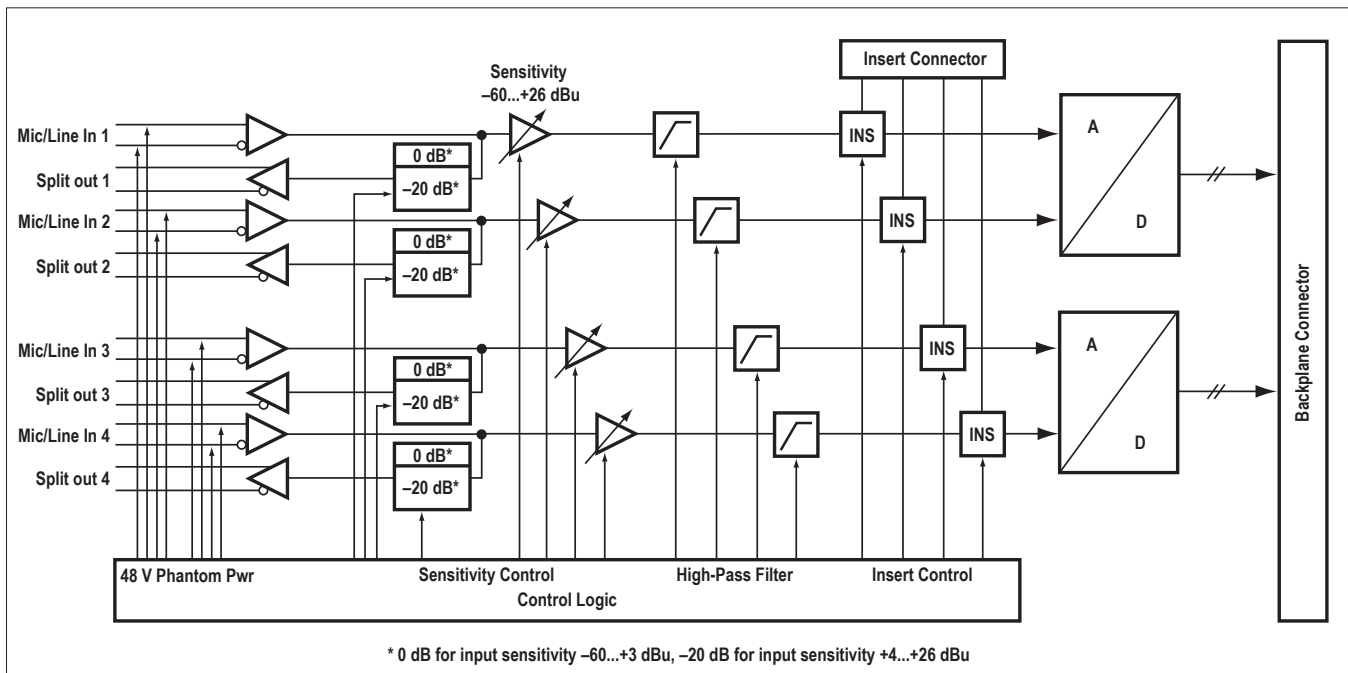 Insert Connector
Sensitivity
–60...+26 dBu
Mic/Line In 1
INS
A
D
0 dB*
–20 dB*
Split out 1
Mic/Line In 2
INS
0 dB*
–20 dB*
Split out 2
Backplane Connector
Mic/Line In 3
INS
A
D
0 dB*
–20 dB*
Split out 3
Mic/Line In 4
INS
0 dB*
–20 dB*
Split out 4
48 V Phantom Pwr
Sensitivity Control
High-Pass Filter
Insert Control
Control Logic
* 0 dB for input sensitivity –60...+3 dBu, –20 dB for input sensitivity +4...+26 dBu